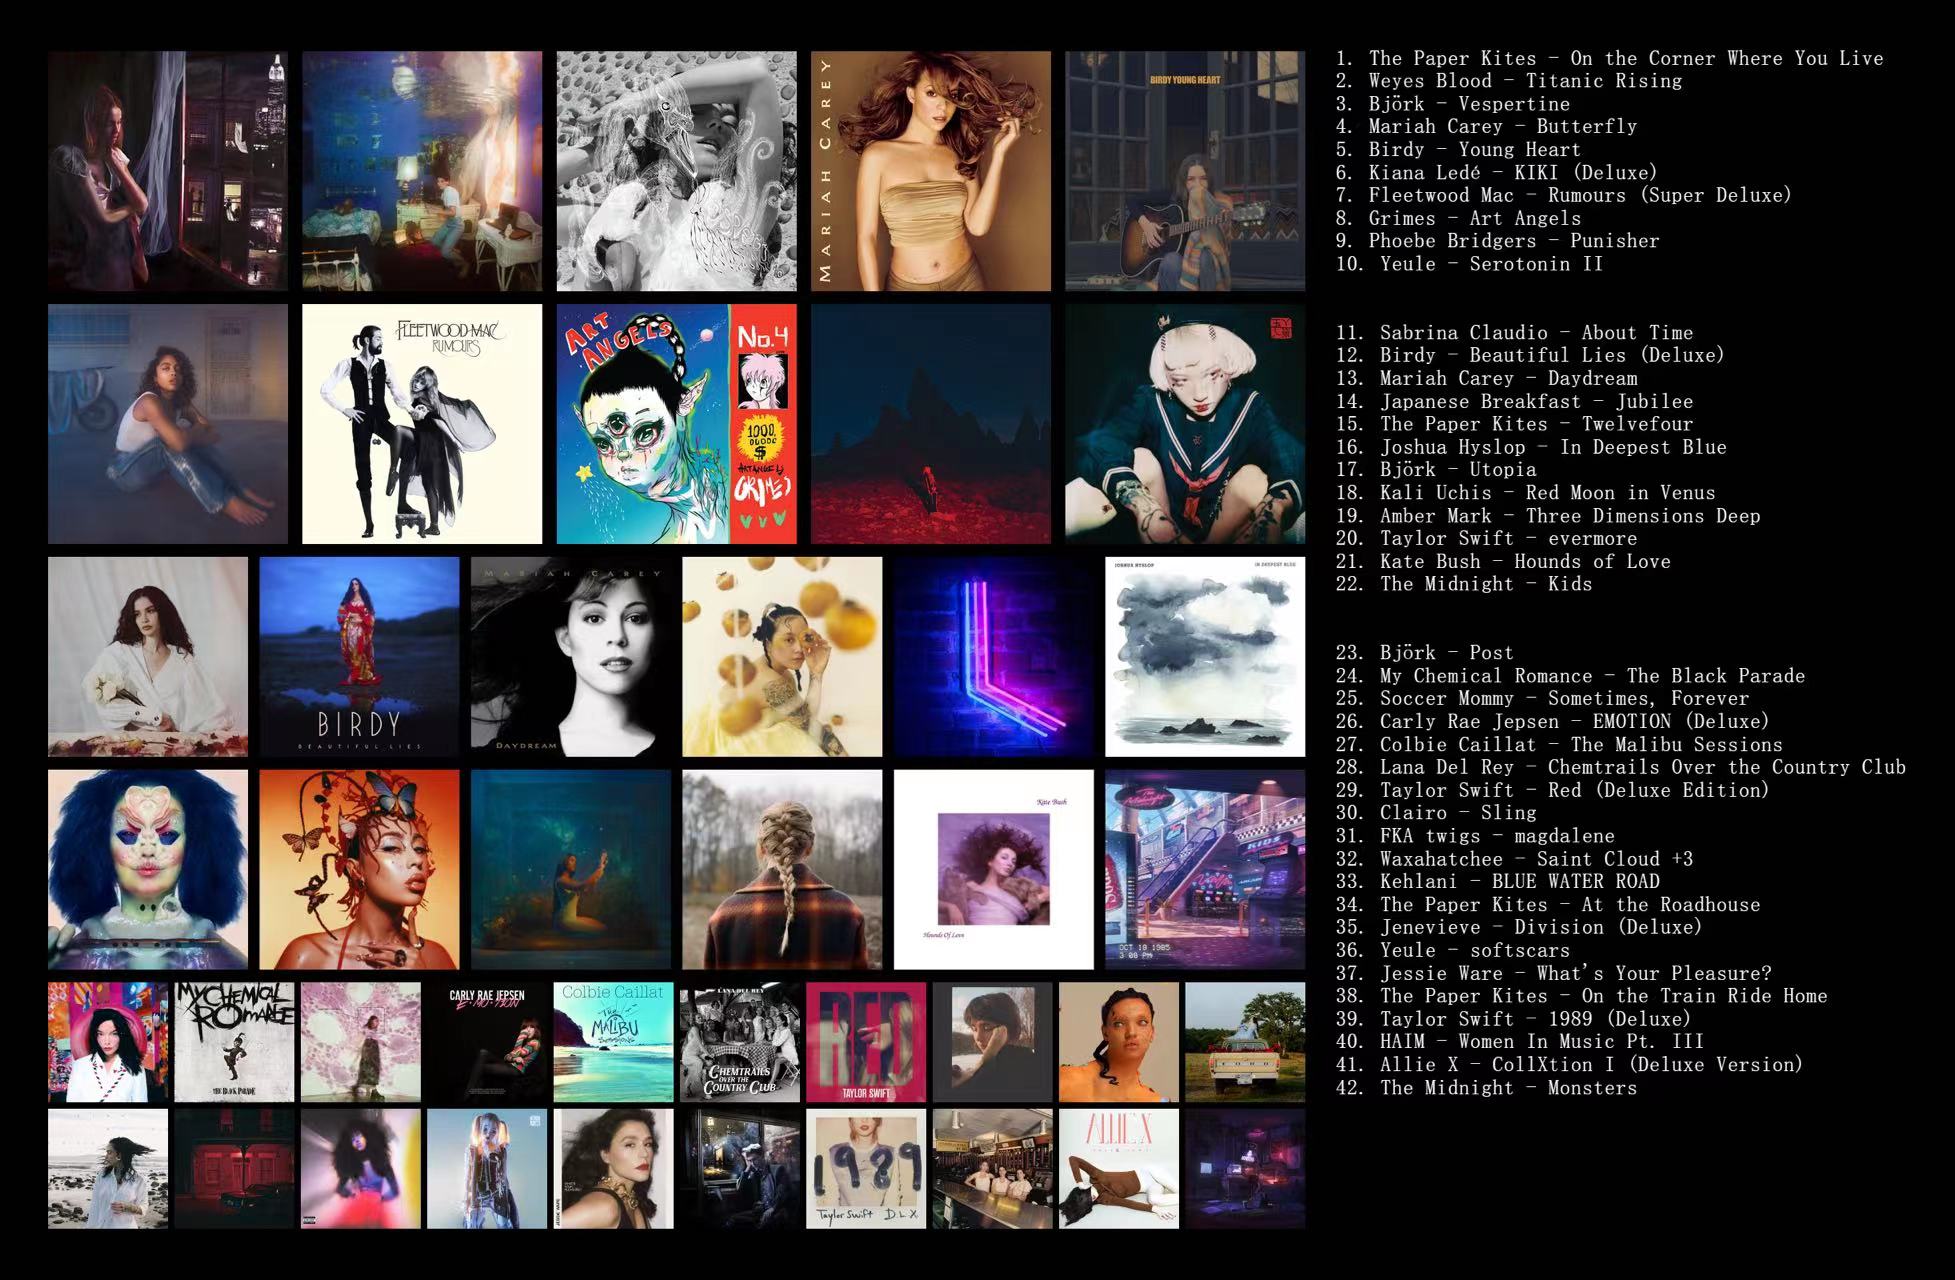 MARIAH CAREY
BIRDY YOUNG HEART
FLEETWOOD MAC
RUMOURS
ART ANGELS
No.4
1000,
$
GRIMES
MARIAH CAREY
DAYDREAM
BIRDY
BEAUTIFUL LIES
JOSHUA HYSLOP
IN DEEPEST BLUE
Kate Bush
Hounds Of Love
The Midnight
KIDS
ARCADE
OCT 10 1985
3 00 PM
MY CHEMICAL ROMANCE
THE BLACK PARADE
CARLY RAE JEPSEN
E•MO•TION
Colbie Caillat
The MALIBU SESSIONS
LANA DEL REY
CHEMTRAILS OVER THE COUNTRY CLUB
RED
TAYLOR SWIFT
JESSIE WARE
1989
Taylor Swift D.L.X.
ALLIE X
1. The Paper Kites – On the Corner Where You Live
2. Weyes Blood – Titanic Rising
3. Björk – Vespertine
4. Mariah Carey – Butterfly
5. Birdy – Young Heart
6. Kiana Ledé – KIKI (Deluxe)
7. Fleetwood Mac – Rumours (Super Deluxe)
8. Grimes – Art Angels
9. Phoebe Bridgers – Punisher
10. Yeule – Serotonin II
11. Sabrina Claudio – About Time
12. Birdy – Beautiful Lies (Deluxe)
13. Mariah Carey – Daydream
14. Japanese Breakfast – Jubilee
15. The Paper Kites – Twelvefour
16. Joshua Hyslop – In Deepest Blue
17. Björk – Utopia
18. Kali Uchis – Red Moon in Venus
19. Amber Mark – Three Dimensions Deep
20. Taylor Swift – evermore
21. Kate Bush – Hounds of Love
22. The Midnight – Kids
23. Björk – Post
24. My Chemical Romance – The Black Parade
25. Soccer Mommy – Sometimes, Forever
26. Carly Rae Jepsen – EMOTION (Deluxe)
27. Colbie Caillat – The Malibu Sessions
28. Lana Del Rey – Chemtrails Over the Country Club
29. Taylor Swift – Red (Deluxe Edition)
30. Clairo – Sling
31. FKA twigs – magdalene
32. Waxahatchee – Saint Cloud +3
33. Kehlani – BLUE WATER ROAD
34. The Paper Kites – At the Roadhouse
35. Jenevieve – Division (Deluxe)
36. Yeule – softscars
37. Jessie Ware – What's Your Pleasure?
38. The Paper Kites – On the Train Ride Home
39. Taylor Swift – 1989 (Deluxe)
40. HAIM – Women In Music Pt. III
41. Allie X – CollXtion I (Deluxe Version)
42. The Midnight – Monsters